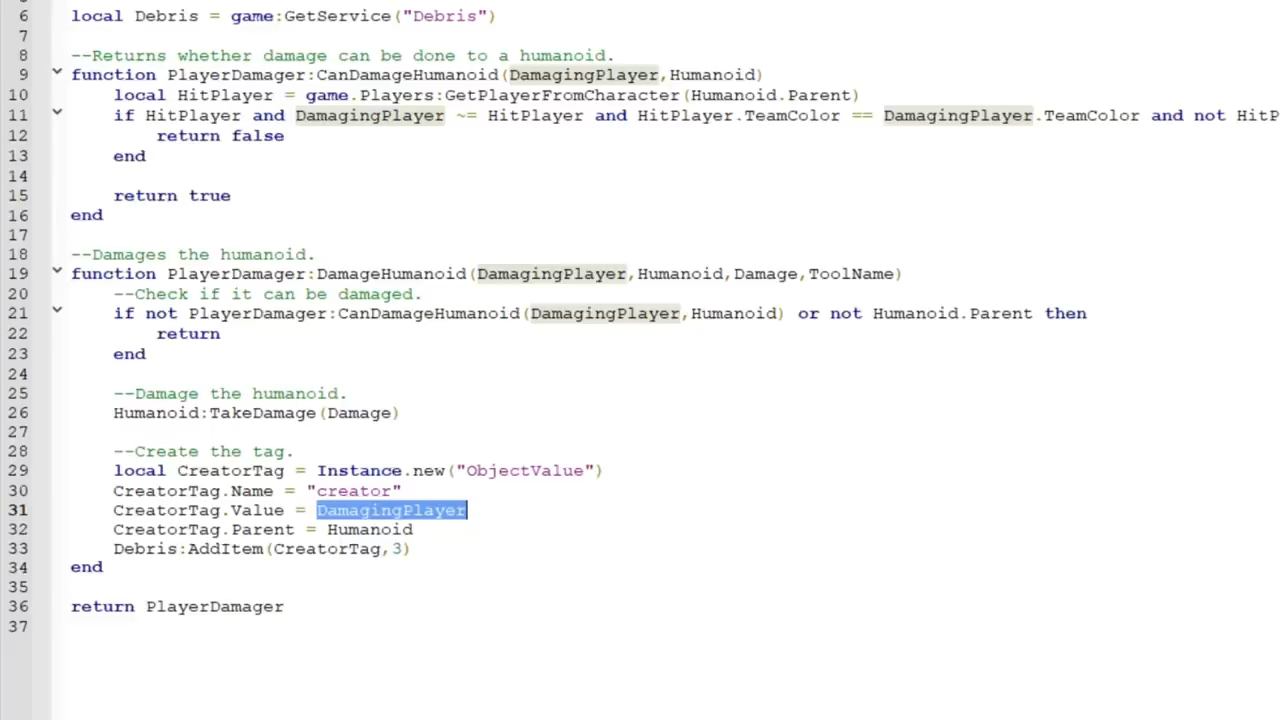 6 local Debris = game:GetService("Debris")
7
8 --Returns whether damage can be done to a humanoid.
9 function PlayerDamager:CanDamageHumanoid(DamagingPlayer,Humanoid)
10 local HitPlayer = game.Players:GetPlayerFromCharacter(Humanoid.Parent)
11 if HitPlayer and DamagingPlayer ~= HitPlayer and HitPlayer.TeamColor == DamagingPlayer.TeamColor and not HitP
12 return false
13 end
14
15 return true
16 end
17
18 --Damages the humanoid.
19 function PlayerDamager:DamageHumanoid(DamagingPlayer,Humanoid,Damage,ToolName)
20 --Check if it can be damaged.
21 if not PlayerDamager:CanDamageHumanoid(DamagingPlayer,Humanoid) or not Humanoid.Parent then
22 return
23 end
24
25 --Damage the humanoid.
26 Humanoid:TakeDamage(Damage)
27
28 --Create the tag.
29 local CreatorTag = Instance.new("ObjectValue")
30 CreatorTag.Name = "creator"
31 CreatorTag.Value = DamagingPlayer
32 CreatorTag.Parent = Humanoid
33 Debris:AddItem(CreatorTag,3)
34 end
35
36 return PlayerDamager
37